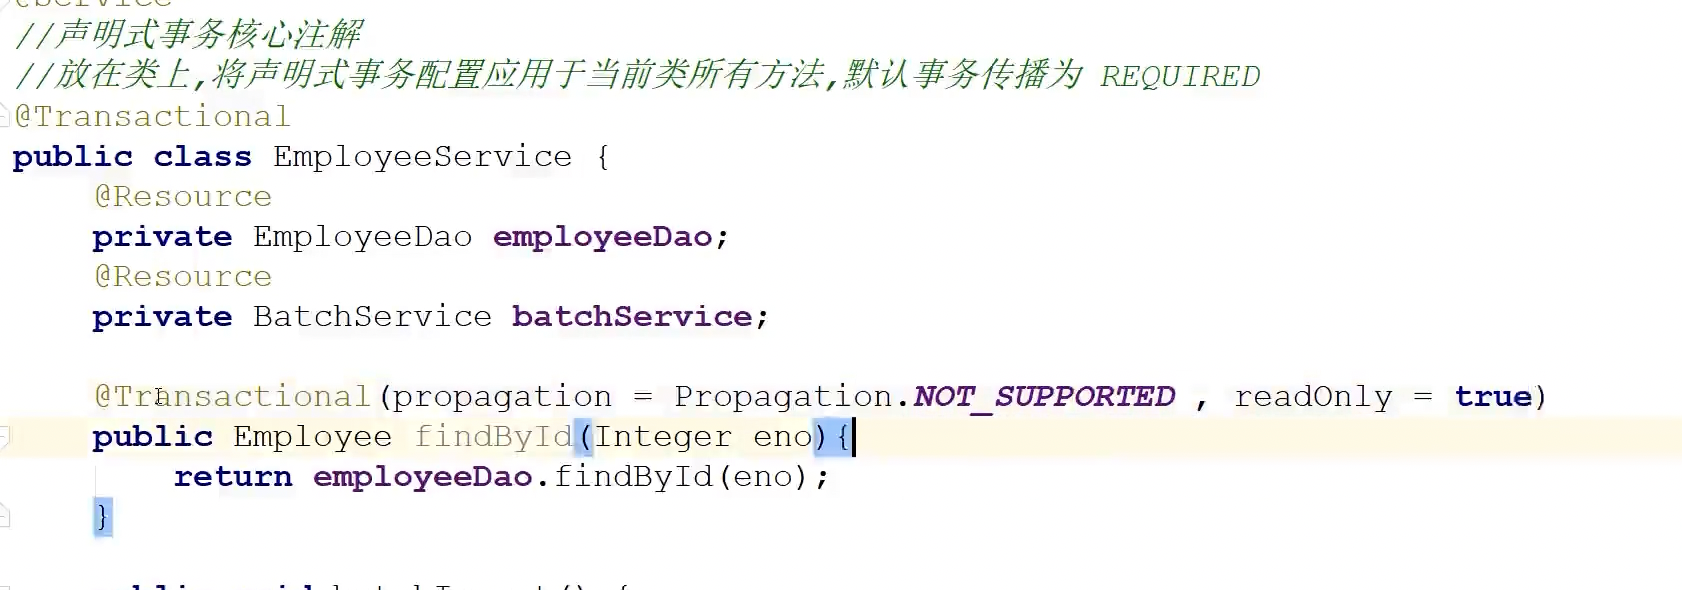 @Service
//声明式事务核心注解
//放在类上,将声明式事务配置应用于当前类所有方法,默认事务传播为 REQUIRED
@Transactional
public class EmployeeService {
    @Resource
    private EmployeeDao employeeDao;
    @Resource
    private BatchService batchService;
    @Transactional(propagation = Propagation.NOT_SUPPORTED , readOnly = true)
    public Employee findById(Integer eno){
        return employeeDao.findById(eno);
    }
    public void () {